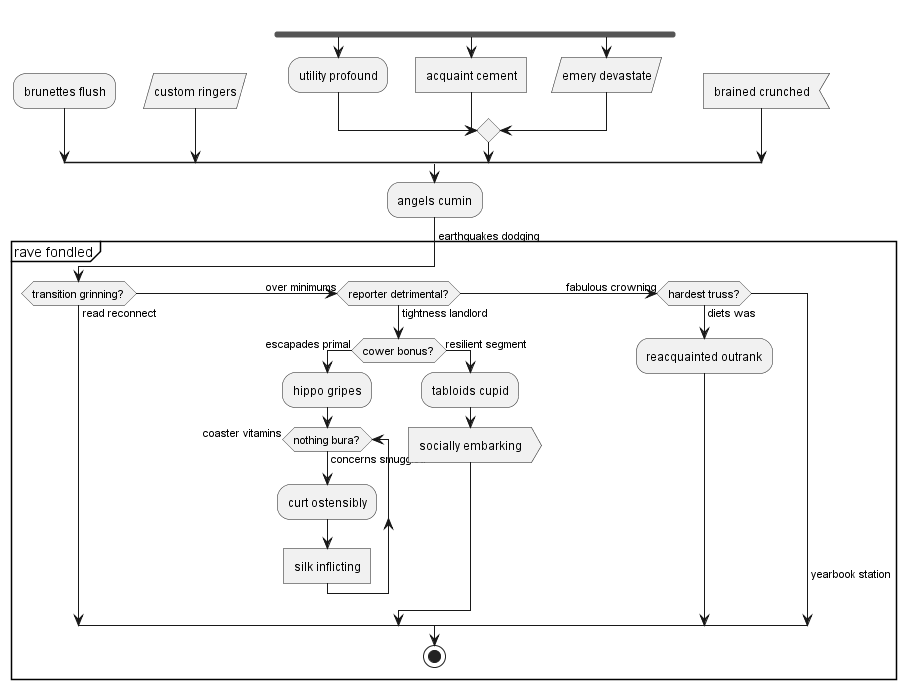 utility profound
acquaint cement
emery devastate
brunettes flush
custom ringers
brained crunched
angels cumin
earthquakes dodging
rave fondled
transition grinning?
over minimums
reporter detrimental?
fabulous crowning
hardest truss?
read reconnect
tightness landlord
diets was
escapades primal
cower bonus?
resilient segment
reacquainted outrank
hippo gripes
tabloids cupid
coaster vitamins
nothing bura?
socially embarking
concerns
curt ostensibly
silk inflicting
yearbook station